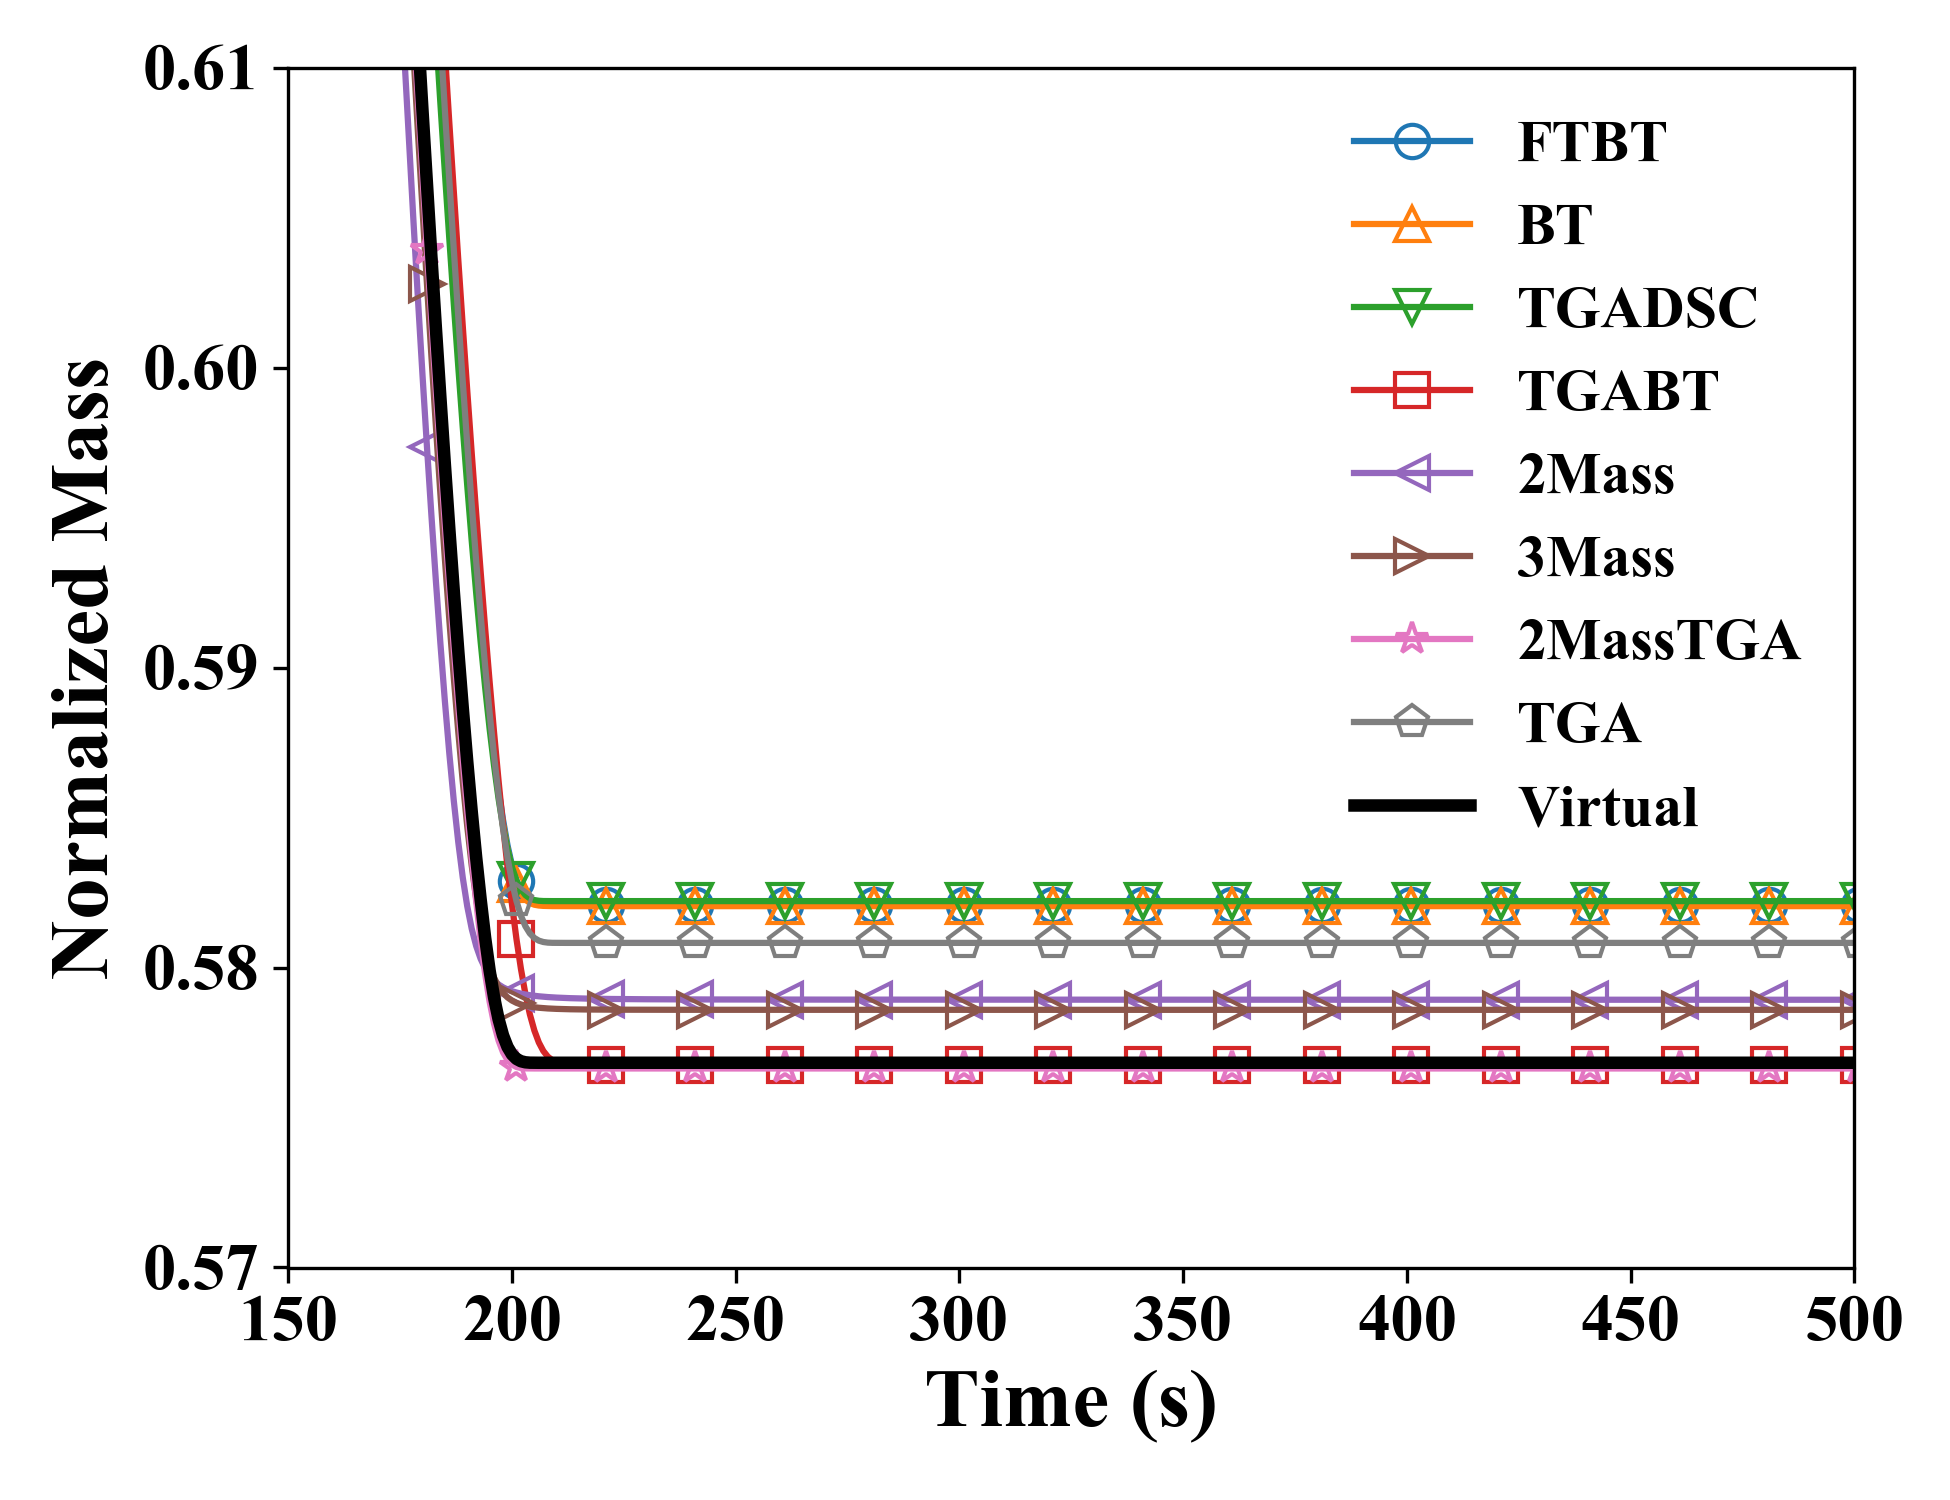 0.61
0.60
0.59
0.58
0.57
Normalized Mass
150 200 250 300 350 400 450 500
Time (s)
FTBT
BT
TGADSC
TGABT
2Mass
3Mass
2MassTGA
TGA
Virtual